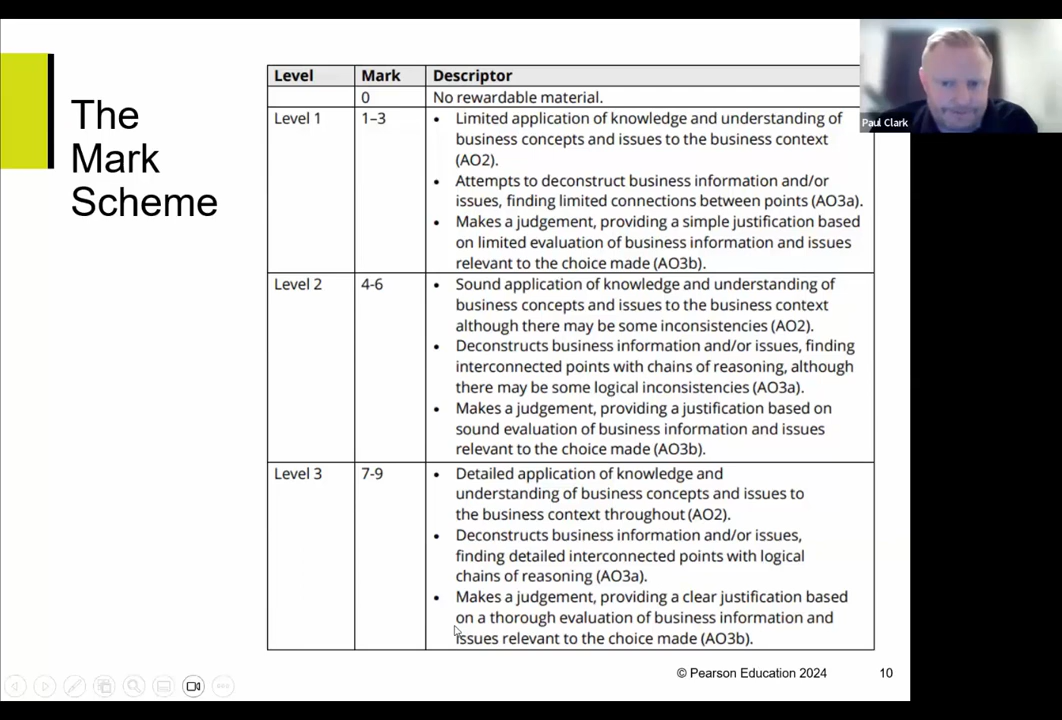 The
Mark
Scheme
Level Mark Descriptor
0 No rewardable material.
Level 1 1–3 • Limited application of knowledge and understanding of
business concepts and issues to the business context
(AO2).
• Attempts to deconstruct business information and/or
issues, finding limited connections between points (AO3a).
• Makes a judgement, providing a simple justification based
on limited evaluation of business information and issues
relevant to the choice made (AO3b).
Level 2 4-6 • Sound application of knowledge and understanding of
business concepts and issues to the business context
although there may be some inconsistencies (AO2).
• Deconstructs business information and/or issues, finding
interconnected points with chains of reasoning, although
there may be some logical inconsistencies (AO3a).
• Makes a judgement, providing a justification based on
sound evaluation of business information and issues
relevant to the choice made (AO3b).
Level 3 7-9 • Detailed application of knowledge and
understanding of business concepts and issues to
the business context throughout (AO2).
• Deconstructs business information and/or issues,
finding detailed interconnected points with logical
chains of reasoning (AO3a).
• Makes a judgement, providing a clear justification based
on a thorough evaluation of business information and
issues relevant to the choice made (AO3b).
© Pearson Education 2024 10
Paul Clark